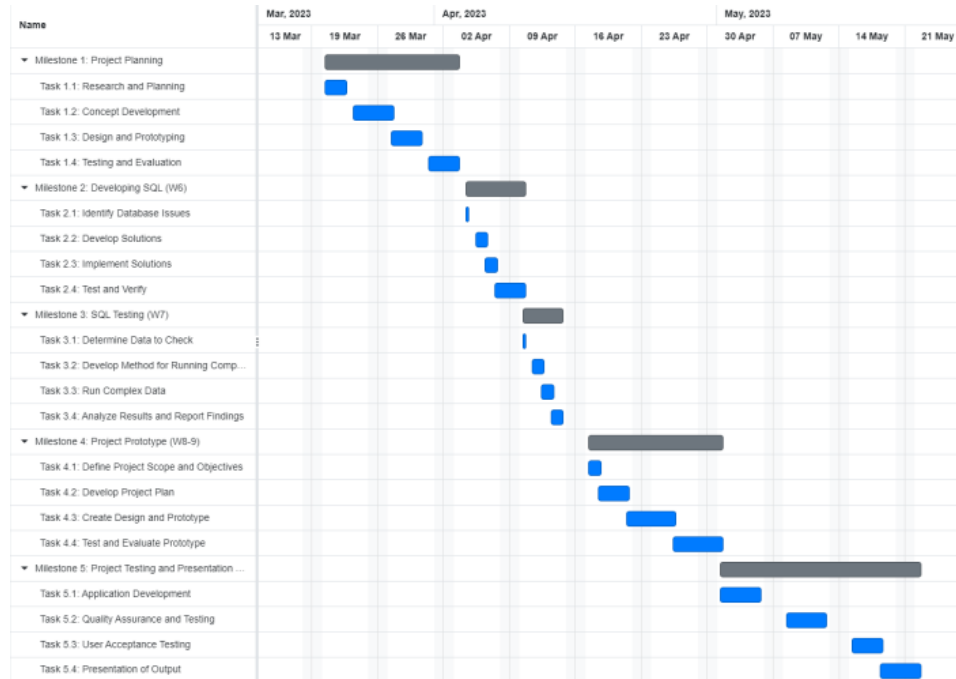 Name
Mar, 2023 Apr, 2023 May, 2023
13 Mar 19 Mar 26 Mar 02 Apr 09 Apr 16 Apr 23 Apr 30 Apr 07 May 14 May 21 May
Milestone 1: Project Planning
Task 1.1: Research and Planning
Task 1.2: Concept Development
Task 1.3: Design and Prototyping
Task 1.4: Testing and Evaluation
Milestone 2: Developing SQL (W6)
Task 2.1: Identify Database Issues
Task 2.2: Develop Solutions
Task 2.3: Implement Solutions
Task 2.4: Test and Verify
Milestone 3: SQL Testing (W7)
Task 3.1: Determine Data to Check
Task 3.2: Develop Method for Running Comp...
Task 3.3: Run Complex Data
Task 3.4: Analyze Results and Report Findings
Milestone 4: Project Prototype (W8-9)
Task 4.1: Define Project Scope and Objectives
Task 4.2: Develop Project Plan
Task 4.3: Create Design and Prototype
Task 4.4: Test and Evaluate Prototype
Milestone 5: Project Testing and Presentation ...
Task 5.1: Application Development
Task 5.2: Quality Assurance and Testing
Task 5.3: User Acceptance Testing
Task 5.4: Presentation of Output